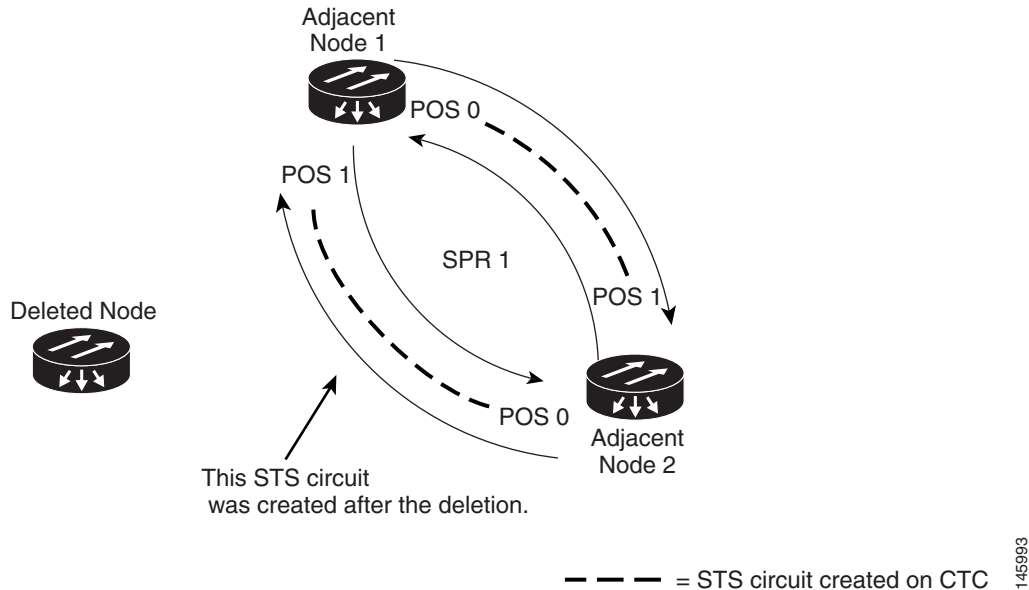 Adjacent
Node 1
POS 0
POS 1
SPR 1
POS 1
Deleted Node
POS 0
Adjacent
Node 2
This STS circuit
was created after the deletion.
= STS circuit created on CTC
145993